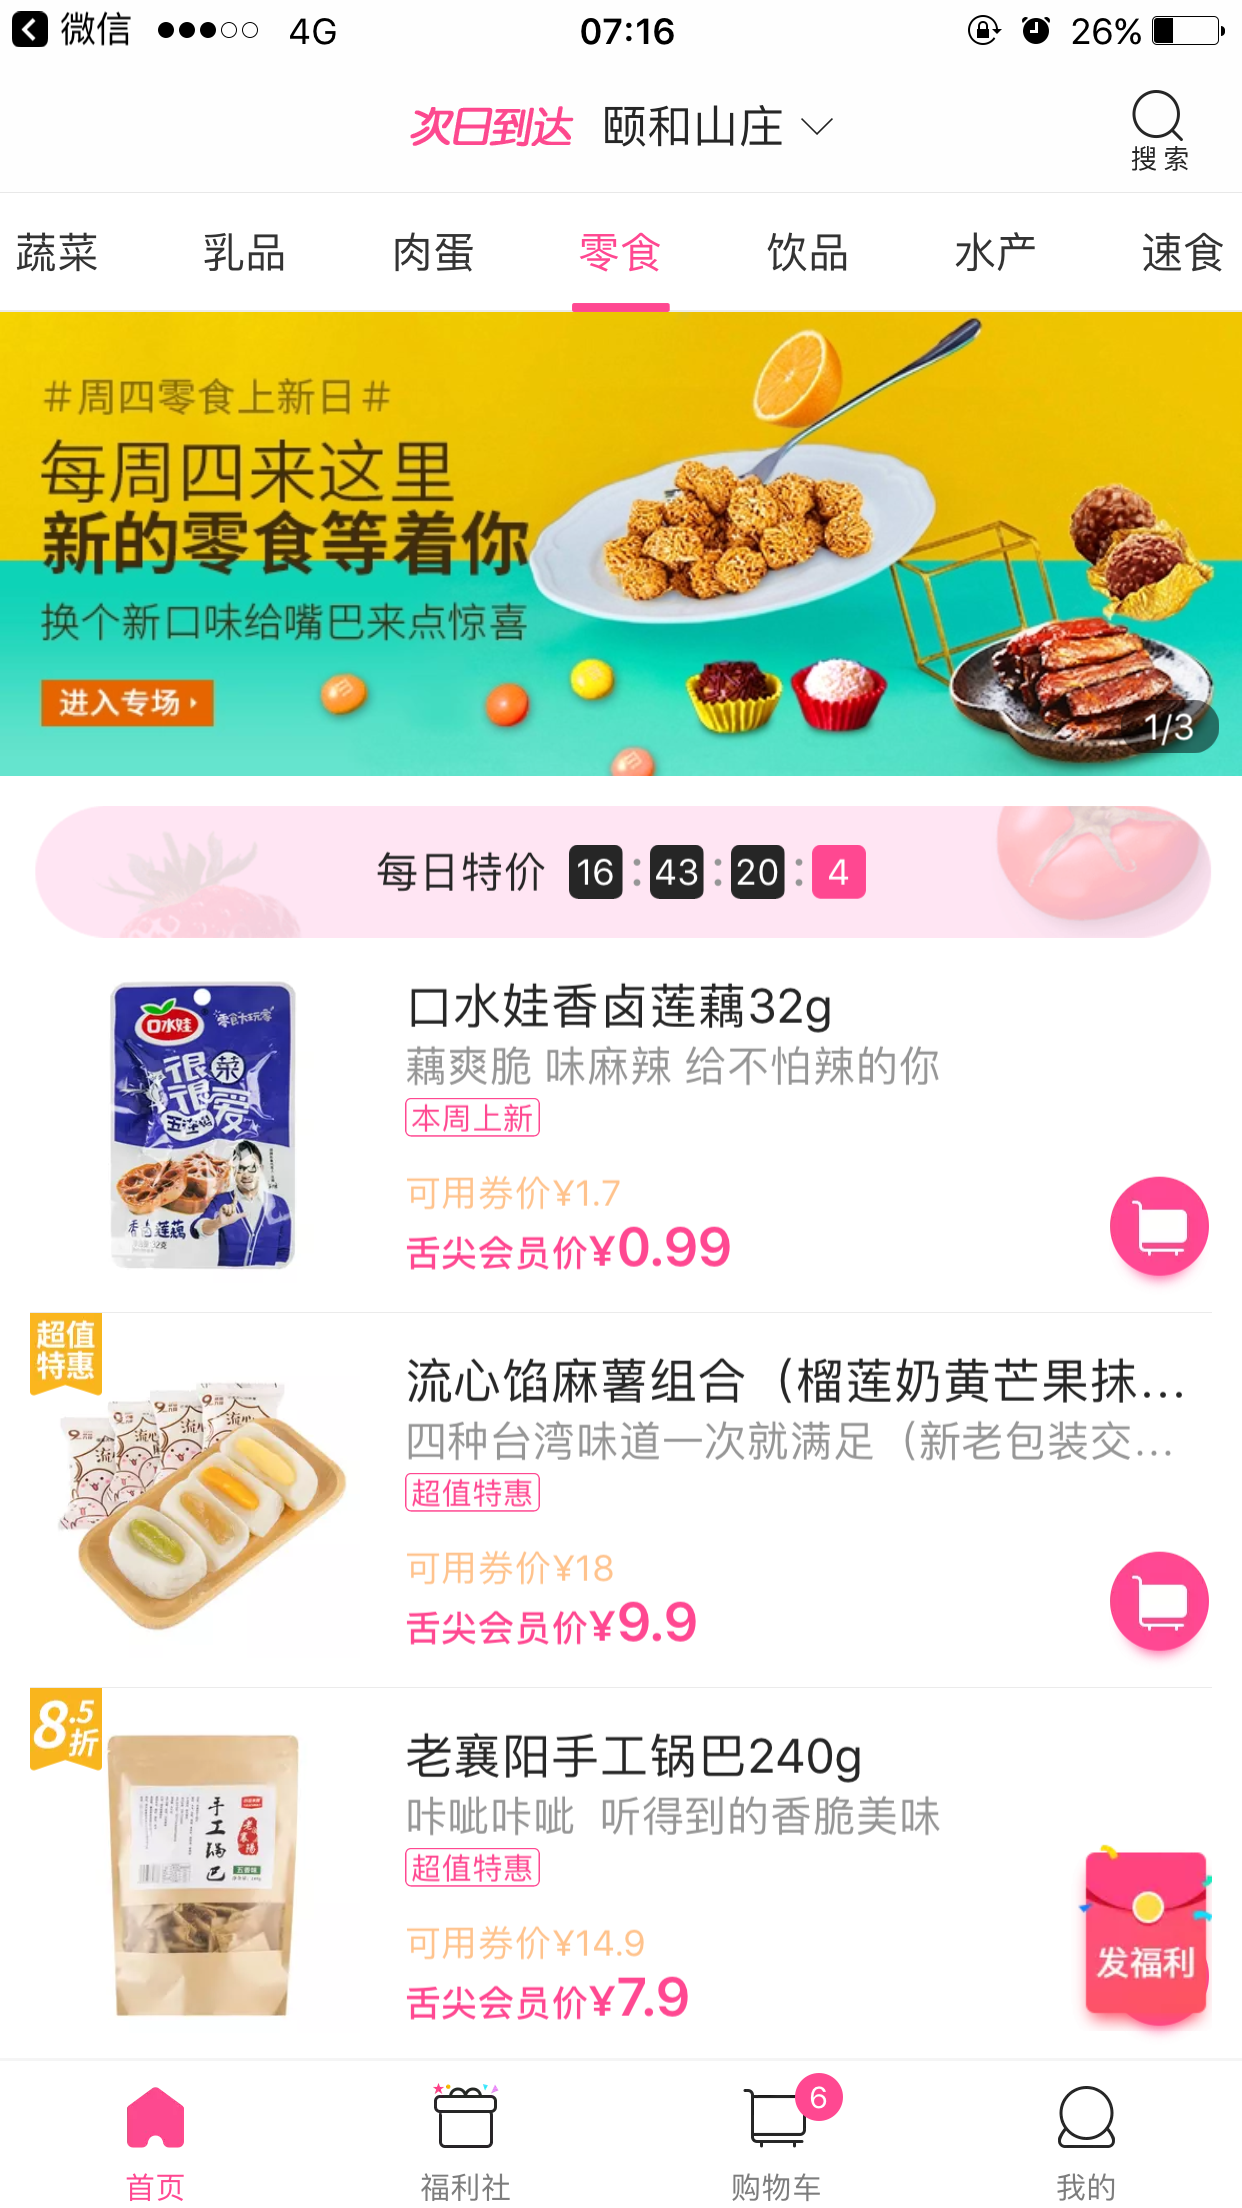 微信 4G 07:16 26%
次日到达 颐和山庄
搜索
蔬菜 乳品 肉蛋 零食 饮品 水产 速食
#周四零食上新日#
每周四来这里
新的零食等着你
换个新口味给嘴巴来点惊喜
进入专场
1/3
每日特价 16:43:20:4
口水娃
零食大玩家
很菜
很爱
香卤莲藕
口水娃香卤莲藕32g
藕爽脆 味麻辣 给不怕辣的你
本周上新
可用券价¥1.7
舌尖会员价¥0.99
超值
特惠
流心馅麻薯组合（榴莲奶黄芒果抹...
四种台湾味道一次就满足（新老包装交...
超值特惠
可用券价¥18
舌尖会员价¥9.9
8.5折
手工锅巴
老襄阳
五香味
老襄阳手工锅巴240g
咔呲咔呲 听得到的香脆美味
超值特惠
可用券价¥14.9
舌尖会员价¥7.9
发福利
6
首页 福利社 购物车 我的